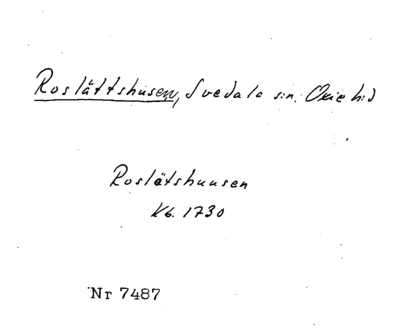 Roslättshusen, Svedala sn. Oxie hd
Roslätshuusen
Kb. 1730
Nr 7487